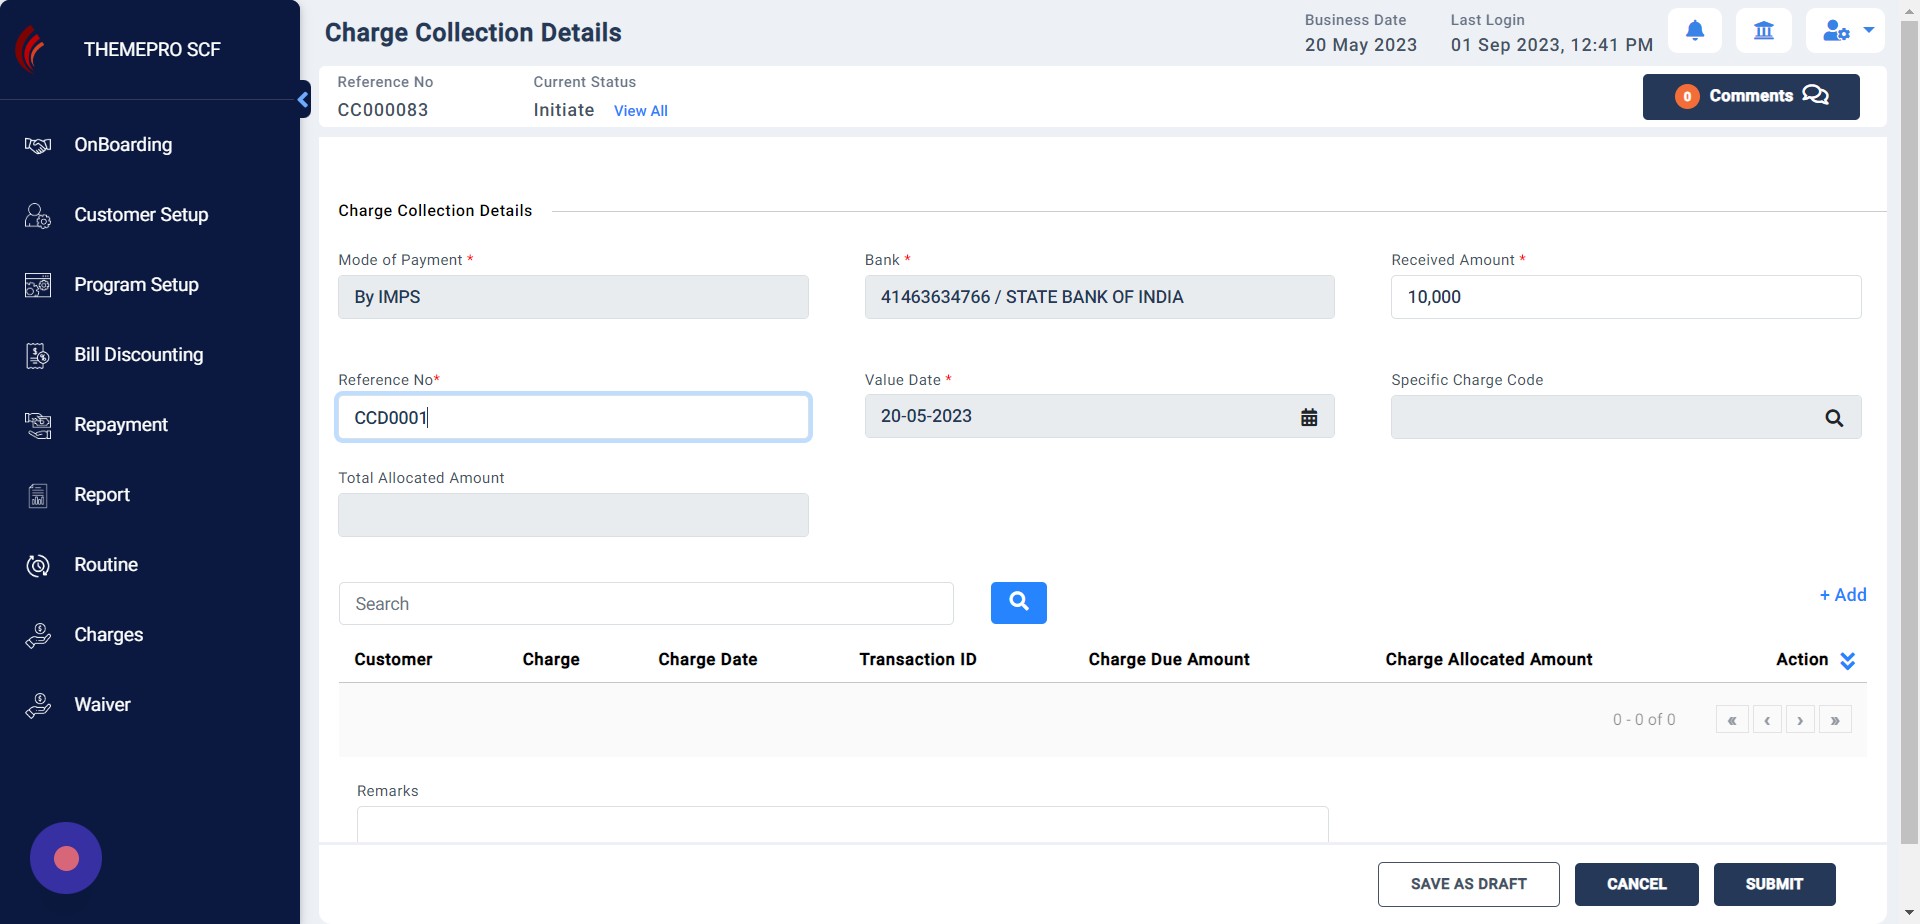 THEMEPRO SCF
OnBoarding
Customer Setup
Program Setup
Bill Discounting
Repayment
Report
Routine
Charges
Waiver
Charge Collection Details
Business Date
20 May 2023
Last Login
01 Sep 2023, 12:41 PM
Reference No
CC000083
Current Status
Initiate View All
0 Comments
Charge Collection Details
Mode of Payment *
By IMPS
Bank *
41463634766 / STATE BANK OF INDIA
Received Amount *
10,000
Reference No*
CCD0001
Value Date *
20-05-2023
Specific Charge Code
Total Allocated Amount
Search
+ Add
Customer Charge Charge Date Transaction ID Charge Due Amount Charge Allocated Amount Action
0 - 0 of 0 « ‹ › »
Remarks
SAVE AS DRAFT CANCEL SUBMIT